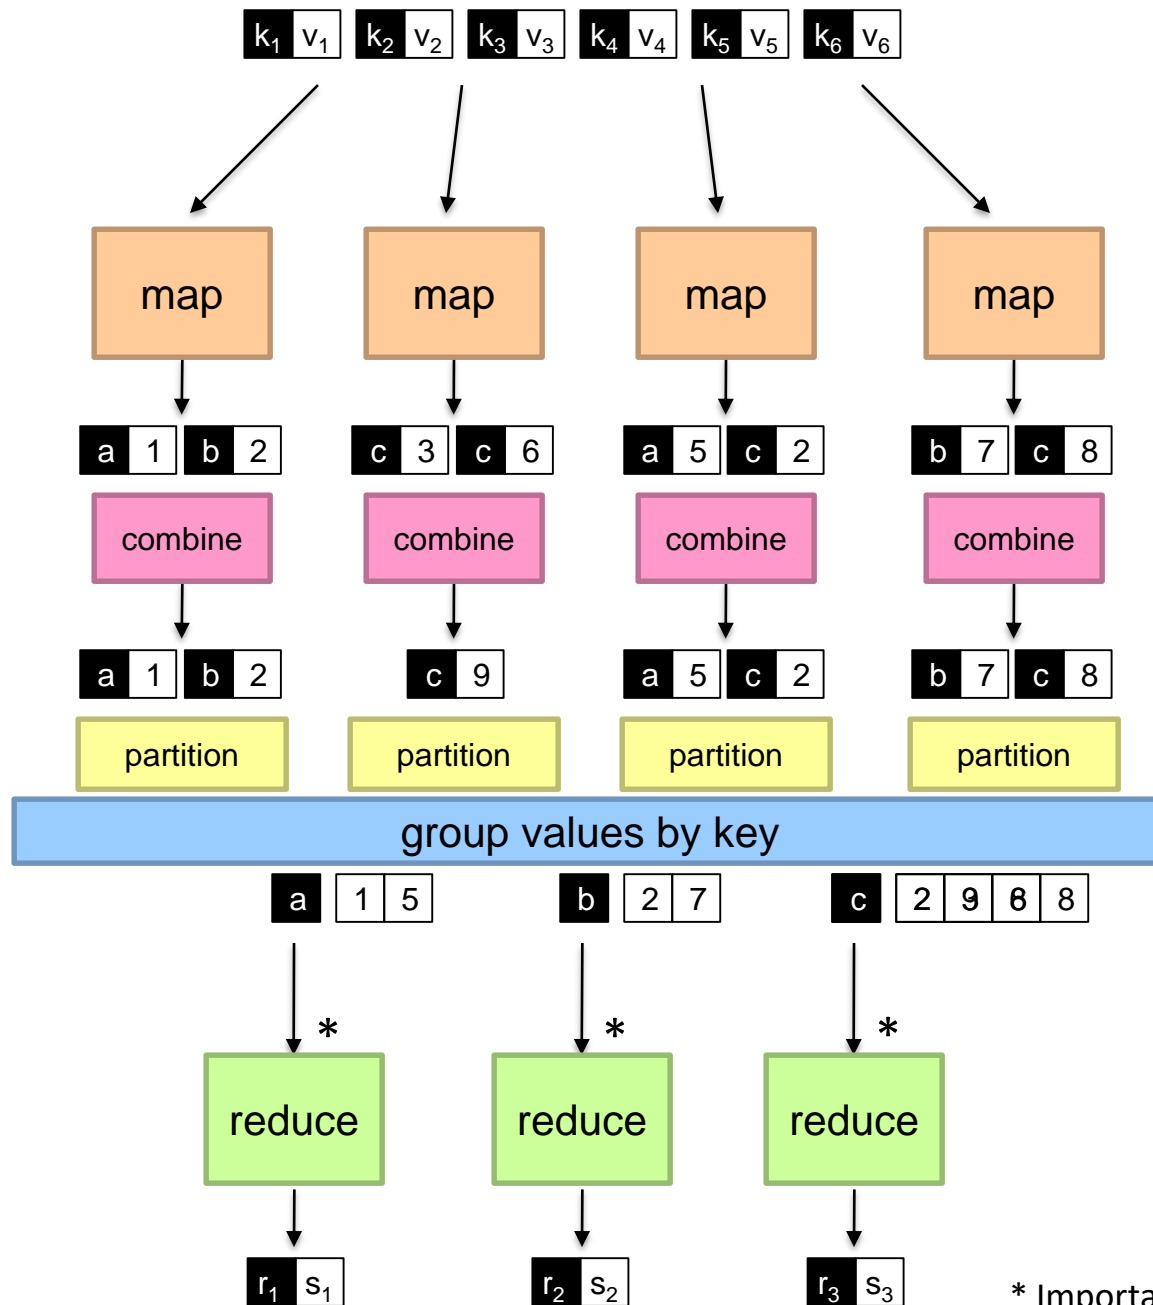 k₁ v₁ k₂ v₂ k₃ v₃ k₄ v₄ k₅ v₅ k₆ v₆
map map map map
a 1 b 2 c 3 c 6 a 5 c 2 b 7 c 8
combine combine combine combine
a 1 b 2 c 9 a 5 c 2 b 7 c 8
partition partition partition partition
group values by key
a 1 5 b 2 7 c 2 8
* * *
reduce reduce reduce
r₁ s₁ r₂ s₂ r₃ s₃
*